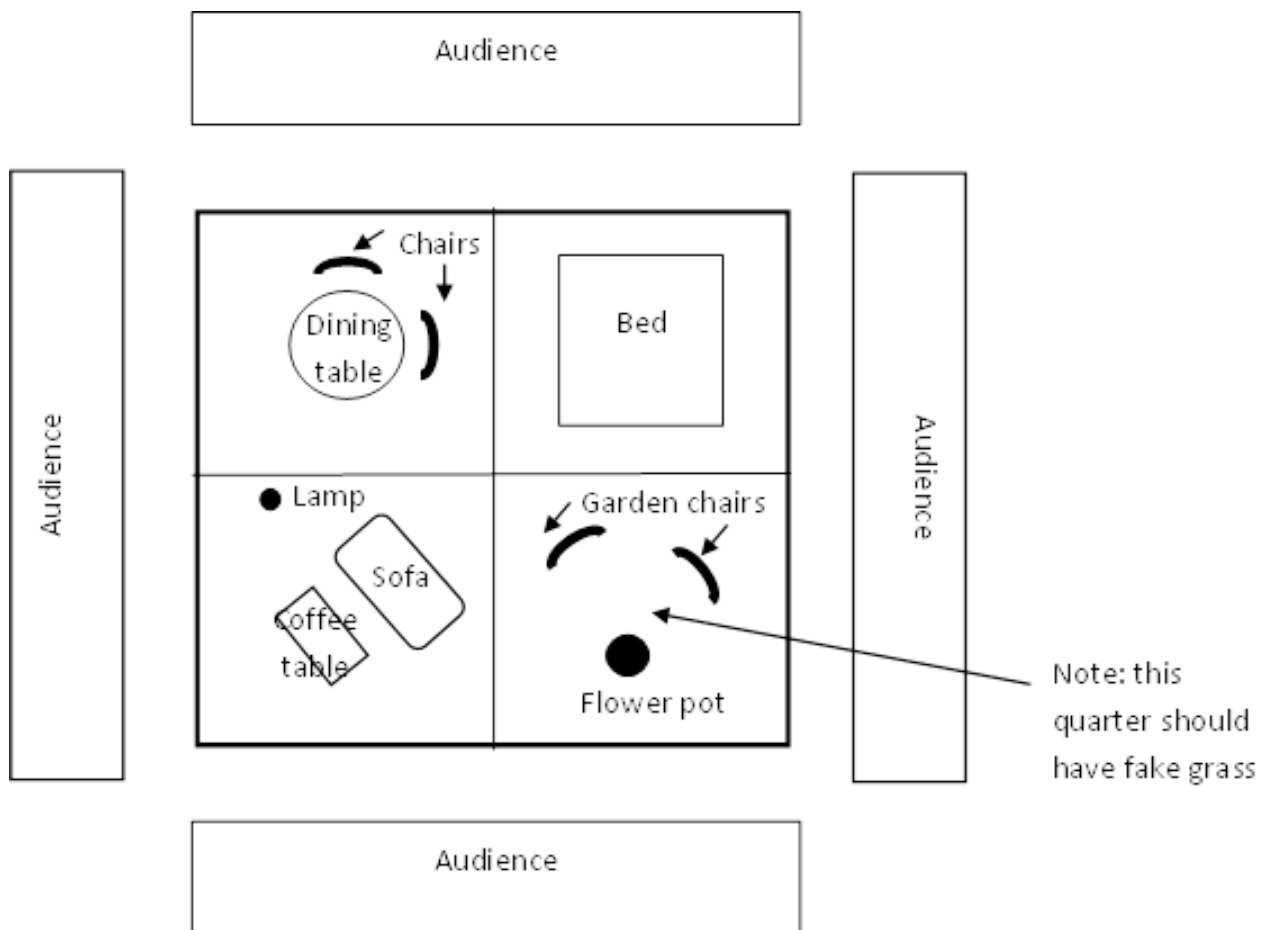 Audience
Audience
Chairs
Dining
table
Bed
Audience
Lamp
Garden chairs
Sofa
Coffee
table
Flower pot
Note: this
quarter should
have fake grass
Audience